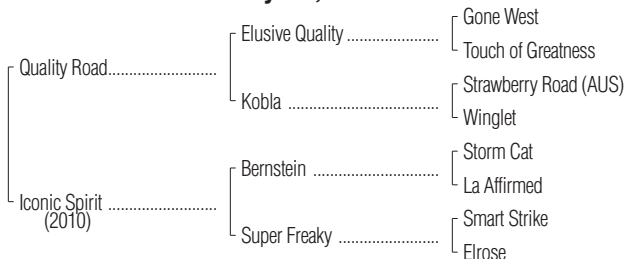 Gone West
Elusive Quality ..................
Touch of Greatness
Quality Road.....................
Strawberry Road (AUS)
Kobla .............................
Winglet
Storm Cat
Bernstein ........................
La Affirmed
Iconic Spirit .....................
(2010)
Smart Strike
Super Freaky ...................
Elrose